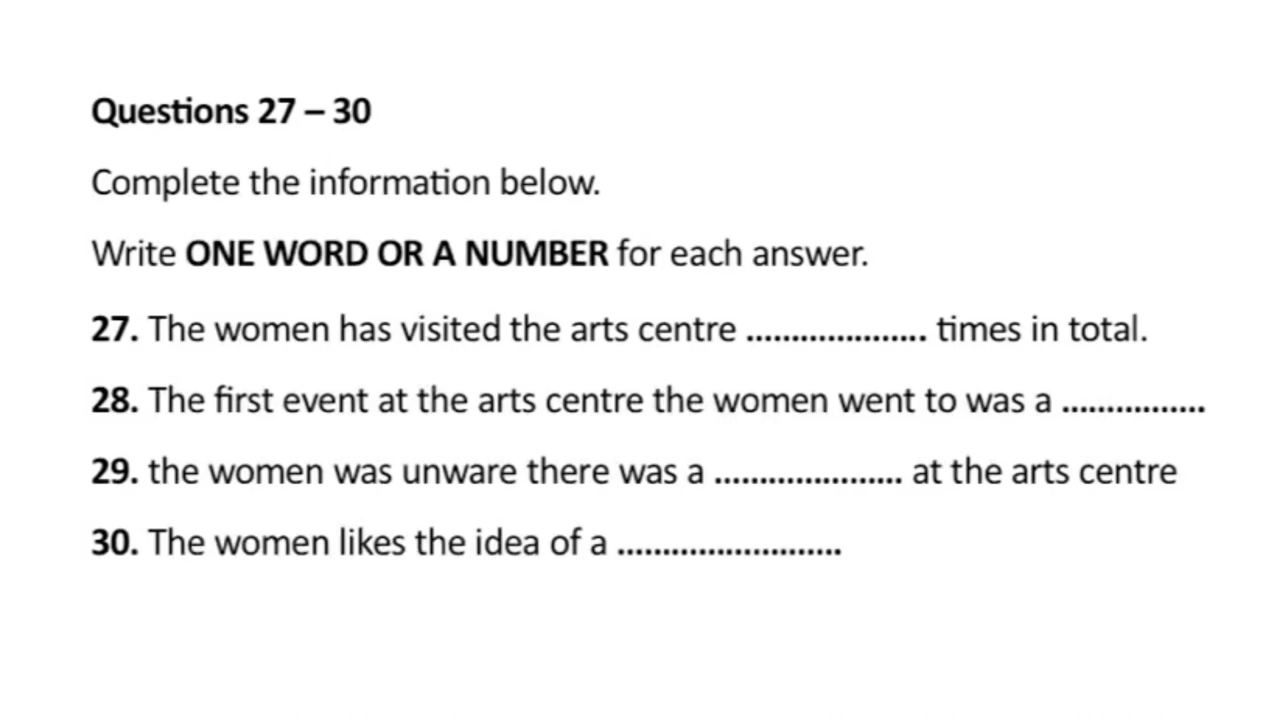 Questions 27 – 30
Complete the information below.
Write ONE WORD OR A NUMBER for each answer.
27. The women has visited the arts centre .................... times in total.
28. The first event at the arts centre the women went to was a ................
29. the women was unware there was a ..................... at the arts centre
30. The women likes the idea of a .........................